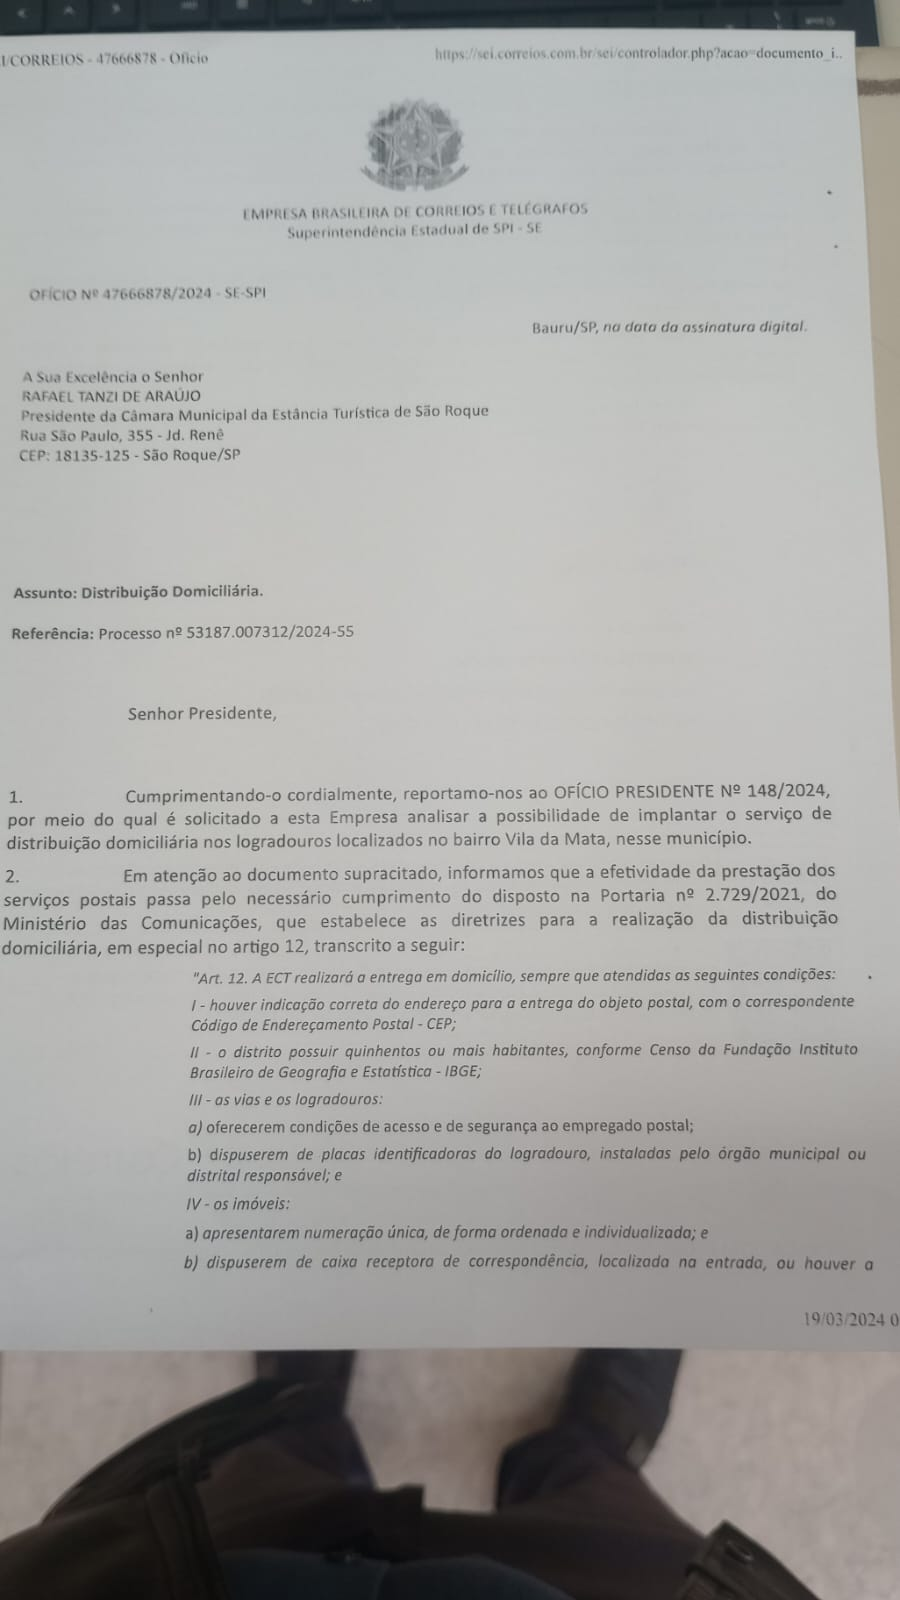 I/CORREIOS - 47666878 - Ofício
https://sei.correios.com.br/sei/controlador.php?acao=documento_i..
EMPRESA BRASILEIRA DE CORREIOS E TELÉGRAFOS
Superintendência Estadual de SPI - SE
OFÍCIO Nº 47666878/2024 - SE-SPI
Bauru/SP, na data da assinatura digital.
A Sua Excelência o Senhor
RAFAEL TANZI DE ARAÚJO
Presidente da Câmara Municipal da Estância Turística de São Roque
Rua São Paulo, 355 - Jd. Renê
CEP: 18135-125 - São Roque/SP
Assunto: Distribuição Domiciliária.
Referência: Processo nº 53187.007312/2024-55
Senhor Presidente,
1. Cumprimentando-o cordialmente, reportamo-nos ao OFÍCIO PRESIDENTE Nº 148/2024,
por meio do qual é solicitado a esta Empresa analisar a possibilidade de implantar o serviço de
distribuição domiciliária nos logradouros localizados no bairro Vila da Mata, nesse município.
2. Em atenção ao documento supracitado, informamos que a efetividade da prestação dos
serviços postais passa pelo necessário cumprimento do disposto na Portaria nº 2.729/2021, do
Ministério das Comunicações, que estabelece as diretrizes para a realização da distribuição
domiciliária, em especial no artigo 12, transcrito a seguir:
"Art. 12. A ECT realizará a entrega em domicílio, sempre que atendidas as seguintes condições:
I - houver indicação correta do endereço para a entrega do objeto postal, com o correspondente
Código de Endereçamento Postal - CEP;
II - o distrito possuir quinhentos ou mais habitantes, conforme Censo da Fundação Instituto
Brasileiro de Geografia e Estatística - IBGE;
III - as vias e os logradouros:
a) oferecerem condições de acesso e de segurança ao empregado postal;
b) dispuserem de placas identificadoras do logradouro, instaladas pelo órgão municipal ou
distrital responsável; e
IV - os imóveis:
a) apresentarem numeração única, de forma ordenada e individualizada; e
b) dispuserem de caixa receptora de correspondência, localizada na entrada, ou houver a
19/03/2024 0